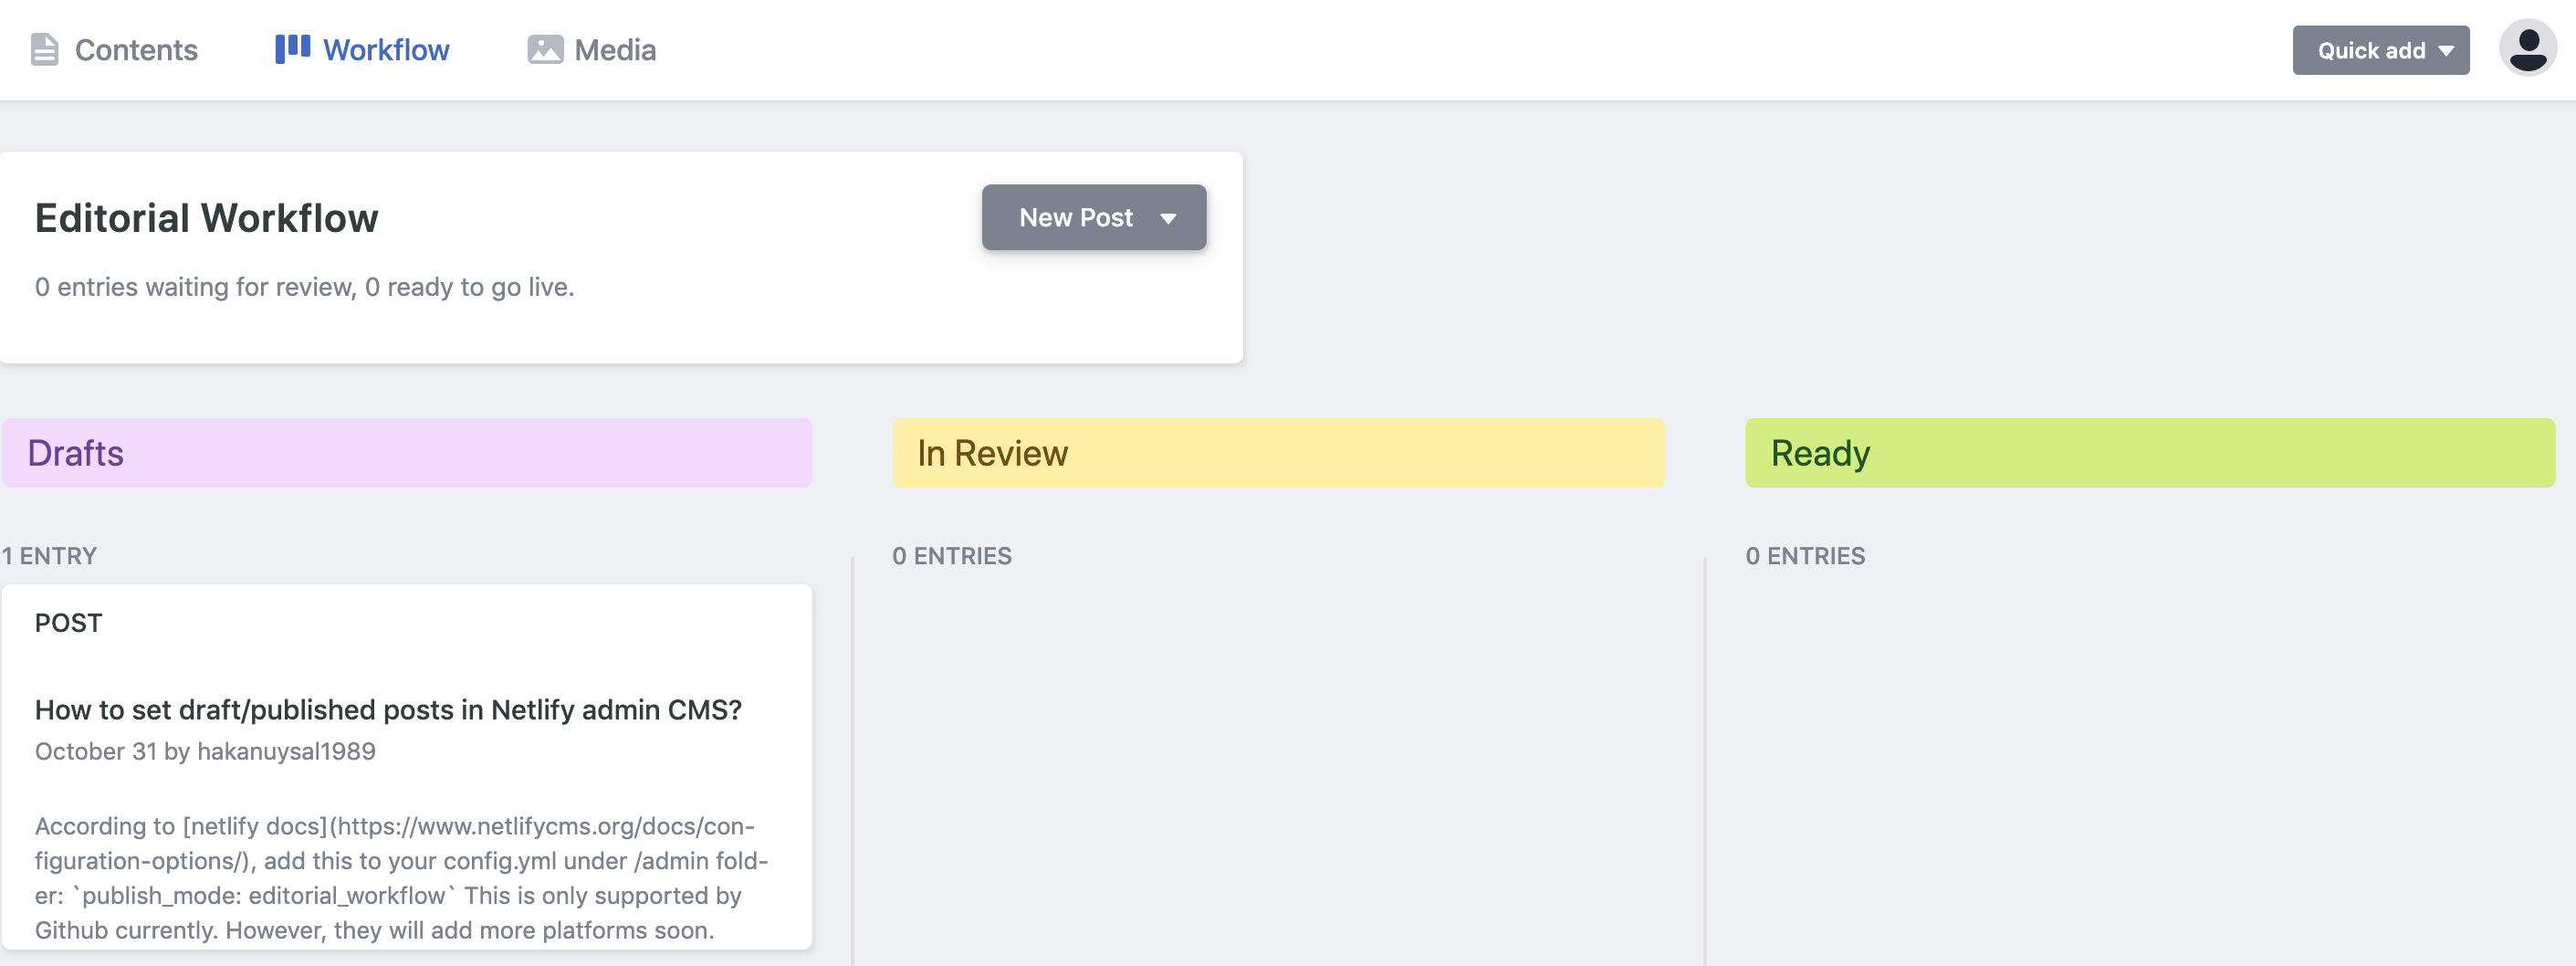 Contents
Workflow
Media
Quick add
Editorial Workflow
New Post
0 entries waiting for review, 0 ready to go live.
Drafts
In Review
Ready
1 ENTRY
0 ENTRIES
0 ENTRIES
POST
How to set draft/published posts in Netlify admin CMS?
October 31 by hakanuysal1989
According to [netlify docs](https://www.netlifycms.org/docs/con-
figuration-options/), add this to your config.yml under /admin fold-
er: `publish_mode: editorial_workflow` This is only supported by
Github currently. However, they will add more platforms soon.